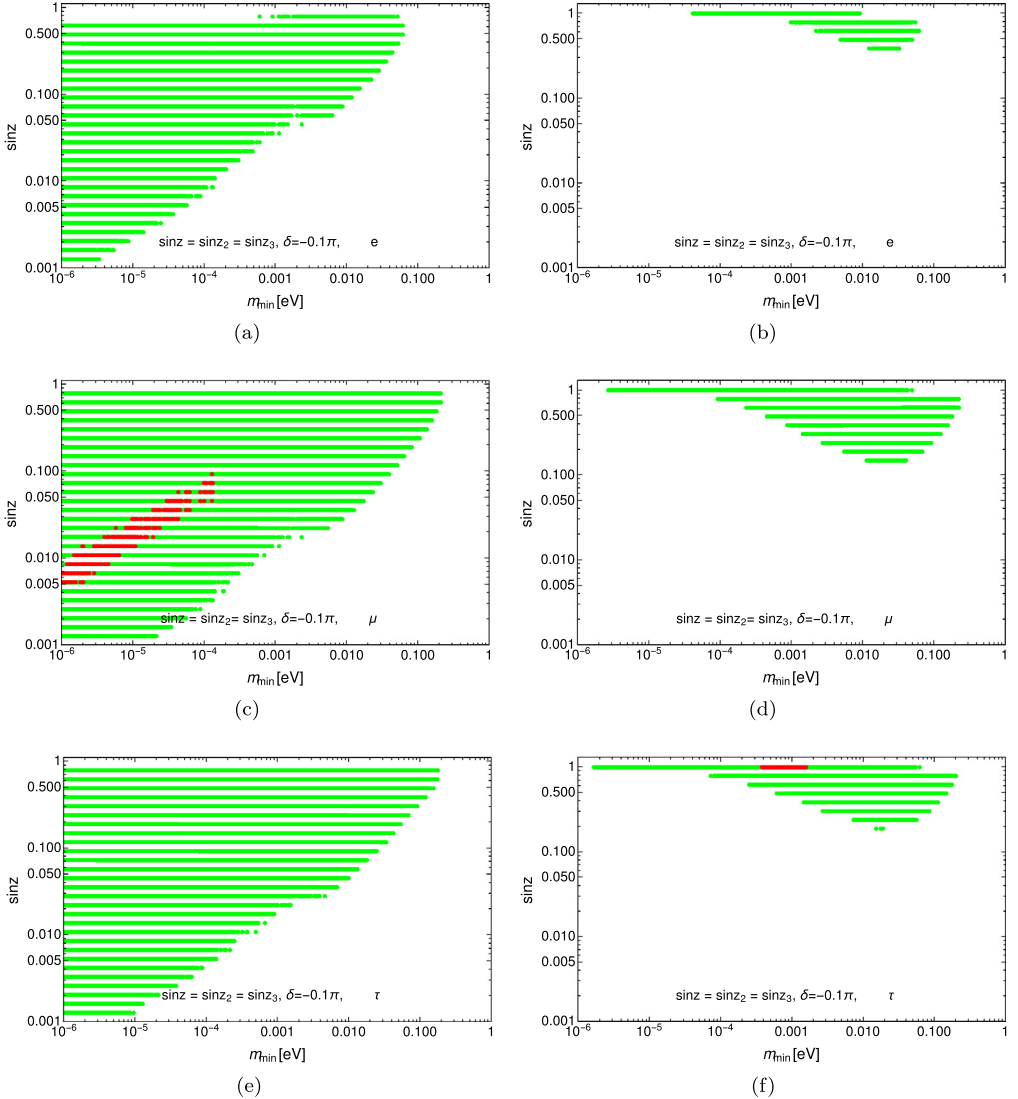 1
0.500
0.100
0.050
0.010
0.005
0.001
sinz
sinz = sinz₂ = sinz₃, δ=-0.1π, e
10⁻⁶ 10⁻⁵ 10⁻⁴ 0.001 0.010 0.100 1
mmin [eV]
(a)
1
0.500
0.100
0.050
0.010
0.005
0.001
sinz
sinz = sinz₂ = sinz₃, δ=-0.1π, e
10⁻⁶ 10⁻⁵ 10⁻⁴ 0.001 0.010 0.100 1
mmin [eV]
(b)
1
0.500
0.100
0.050
0.010
0.005
0.001
sinz
sinz = sinz₂= sinz₃, δ=-0.1π, μ
10⁻⁶ 10⁻⁵ 10⁻⁴ 0.001 0.010 0.100 1
mmin [eV]
(c)
1
0.500
0.100
0.050
0.010
0.005
0.001
sinz
sinz = sinz₂= sinz₃, δ=-0.1π, μ
10⁻⁶ 10⁻⁵ 10⁻⁴ 0.001 0.010 0.100 1
mmin [eV]
(d)
1
0.500
0.100
0.050
0.010
0.005
0.001
sinz
sinz = sinz₂ = sinz₃, δ=-0.1π, τ
10⁻⁶ 10⁻⁵ 10⁻⁴ 0.001 0.010 0.100 1
mmin [eV]
(e)
1
0.500
0.100
0.050
0.010
0.005
0.001
sinz
sinz = sinz₂ = sinz₃, δ=-0.1π, τ
10⁻⁶ 10⁻⁵ 10⁻⁴ 0.001 0.010 0.100 1
mmin [eV]
(f)